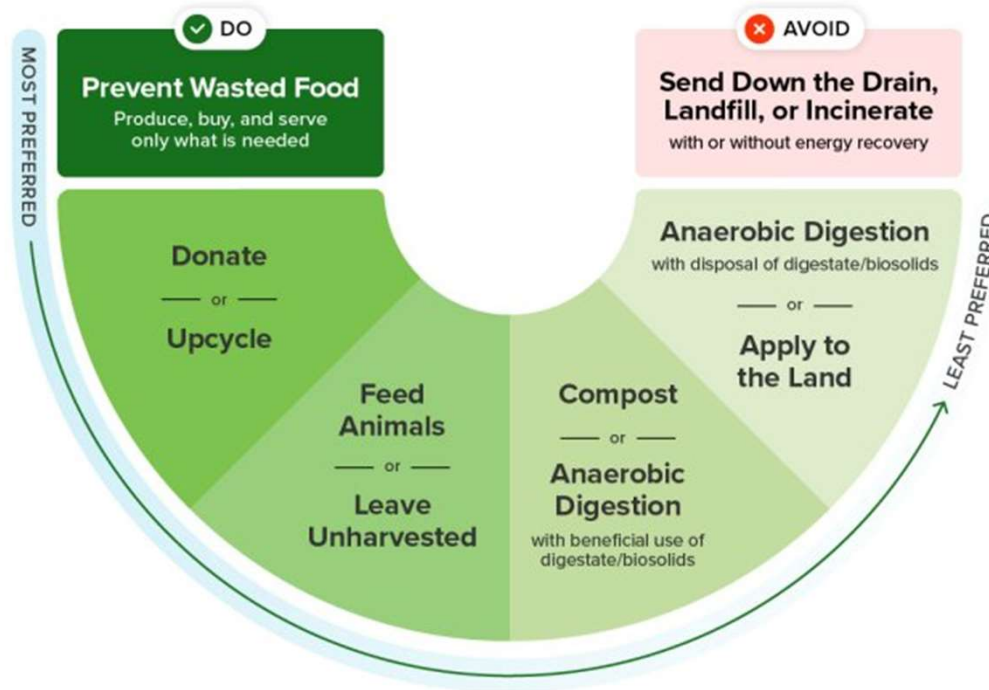 DO
Prevent Wasted Food
Produce, buy, and serve
only what is needed
AVOID
Send Down the Drain,
Landfill, or Incinerate
with or without energy recovery
MOST PREFERRED
Donate
or
Upcycle
Feed
Animals
or
Leave
Unharvested
Compost
or
Anaerobic
Digestion
with beneficial use of
digestate/biosolids
Anaerobic Digestion
with disposal of digestate/biosolids
or
Apply to
the Land
LEAST PREFERRED